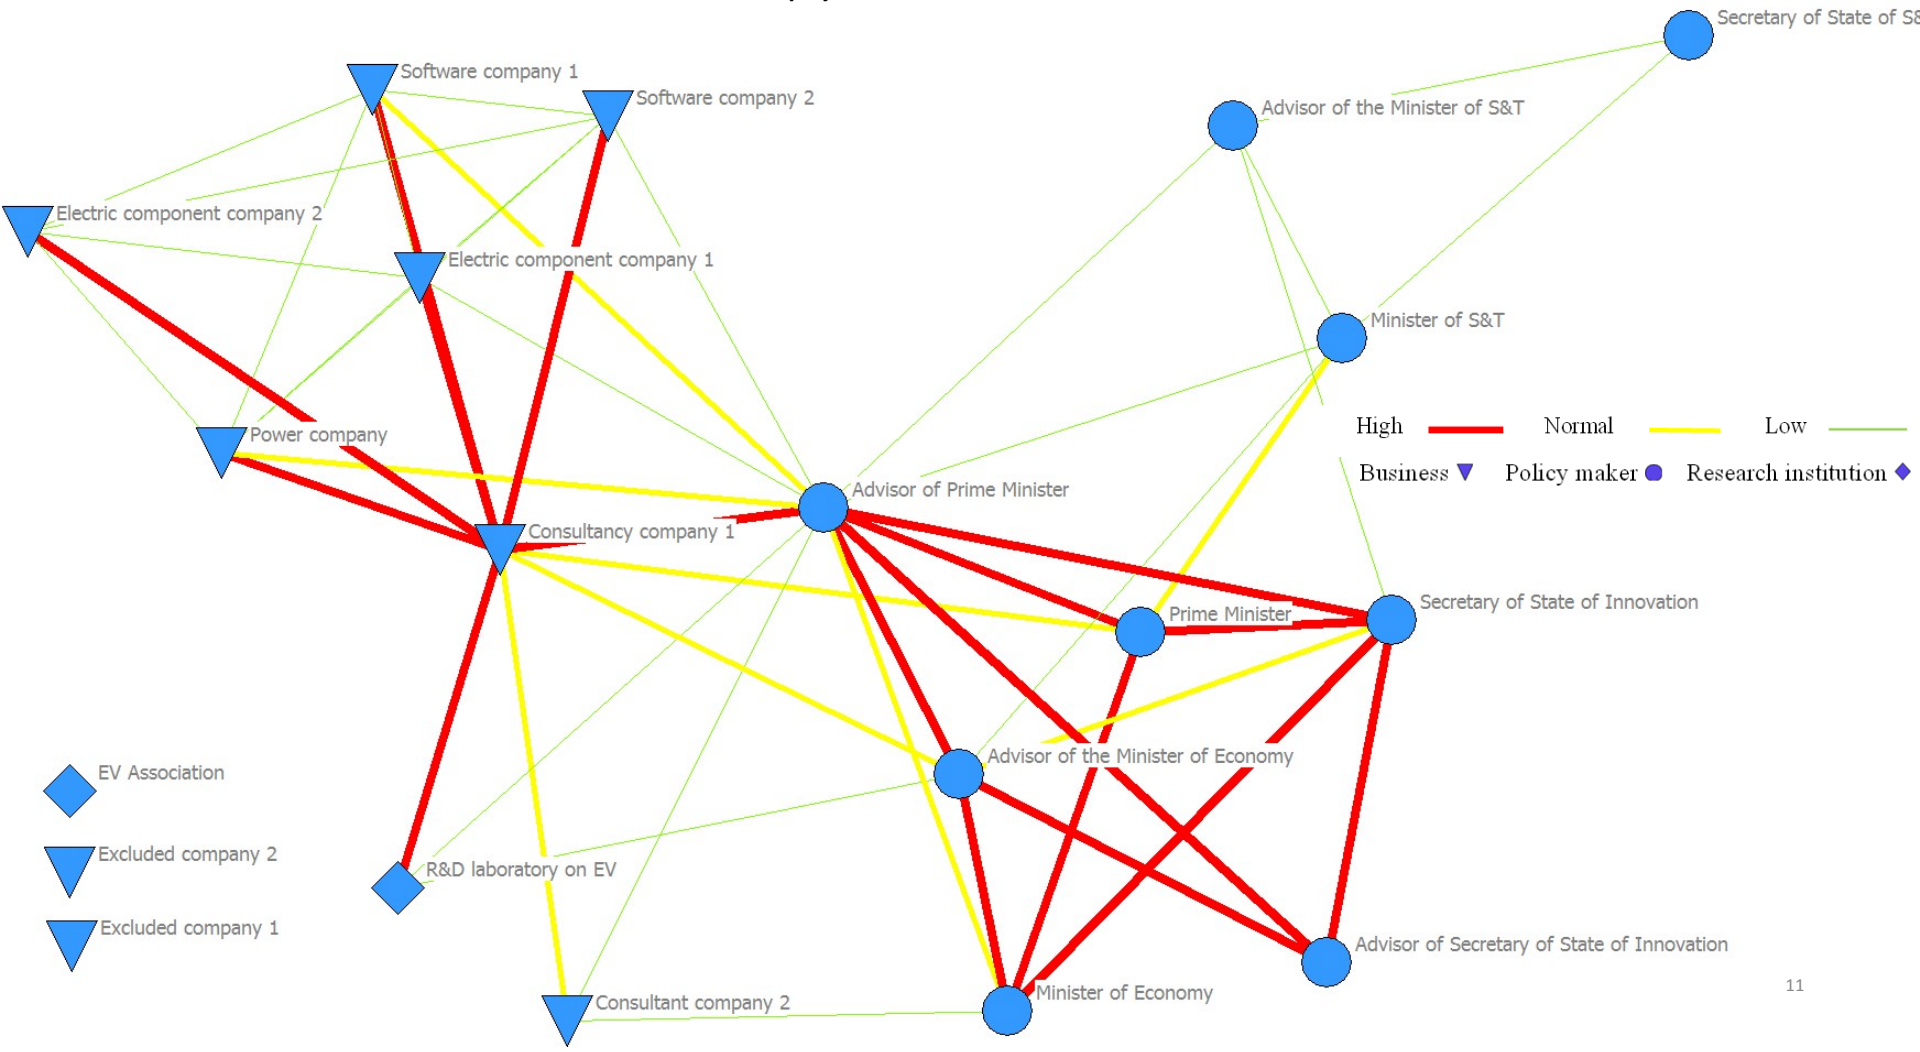 Secretary of State of S&
Software company 1
Software company 2
Advisor of the Minister of S&T
Electric component company 2
Electric component company 1
Minister of S&T
High Normal Low
Power company
Business Policy maker Research institution
Advisor of Prime Minister
Consultancy company 1
Secretary of State of Innovation
Prime Minister
Advisor of the Minister of Economy
EV Association
Excluded company 2
R&D laboratory on EV
Excluded company 1
Advisor of Secretary of State of Innovation
11
Minister of Economy
Consultant company 2